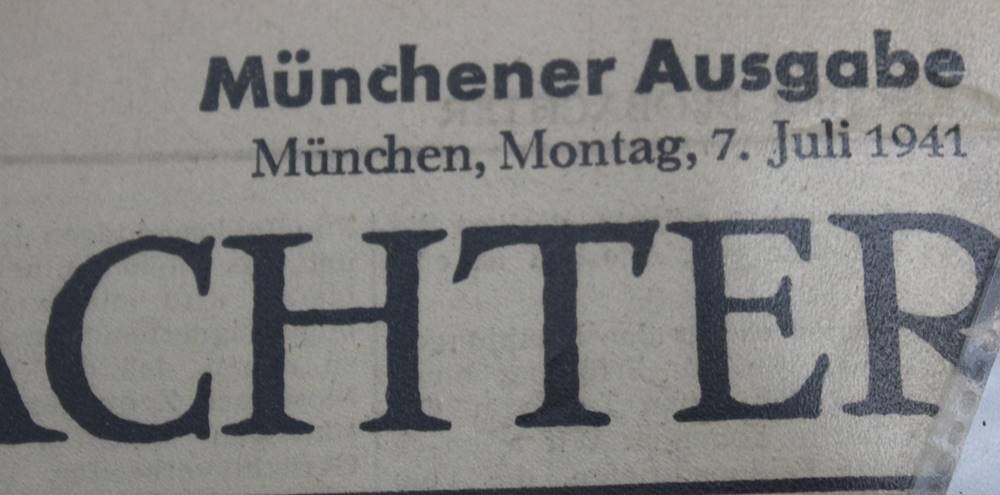 Münchener Ausgabe
München, Montag, 7. Juli 1941
ACHTER